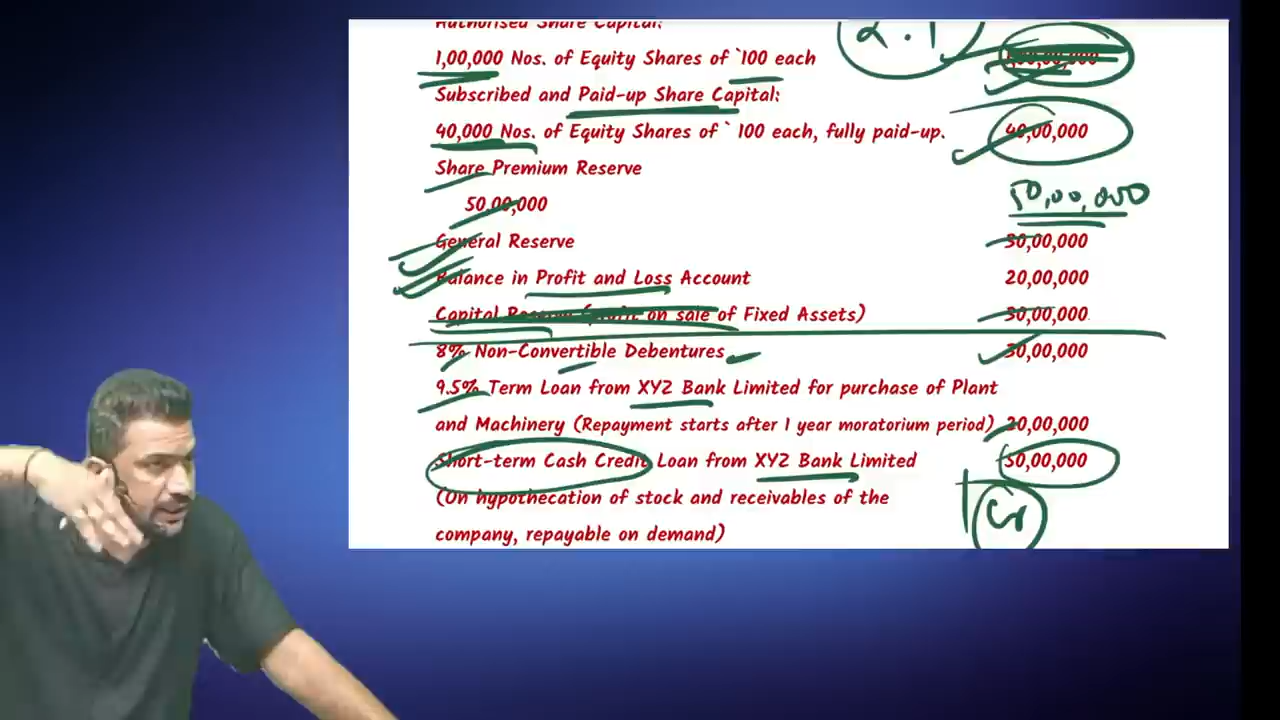 Authorised Share Capital:
1,00,000 Nos. of Equity Shares of `100 each
Subscribed and Paid-up Share Capital:
40,000 Nos. of Equity Shares of ` 100 each, fully paid-up. 40,00,000
Share Premium Reserve
50,00,000 50,00,000
General Reserve 30,00,000
Balance in Profit and Loss Account 20,00,000
Capital Reserve (profit on sale of Fixed Assets) 30,00,000
8% Non-Convertible Debentures 30,00,000
9.5% Term Loan from XYZ Bank Limited for purchase of Plant
and Machinery (Repayment starts after 1 year moratorium period) 20,00,000
Short-term Cash Credit Loan from XYZ Bank Limited 50,00,000
(On hypothecation of stock and receivables of the
company, repayable on demand)